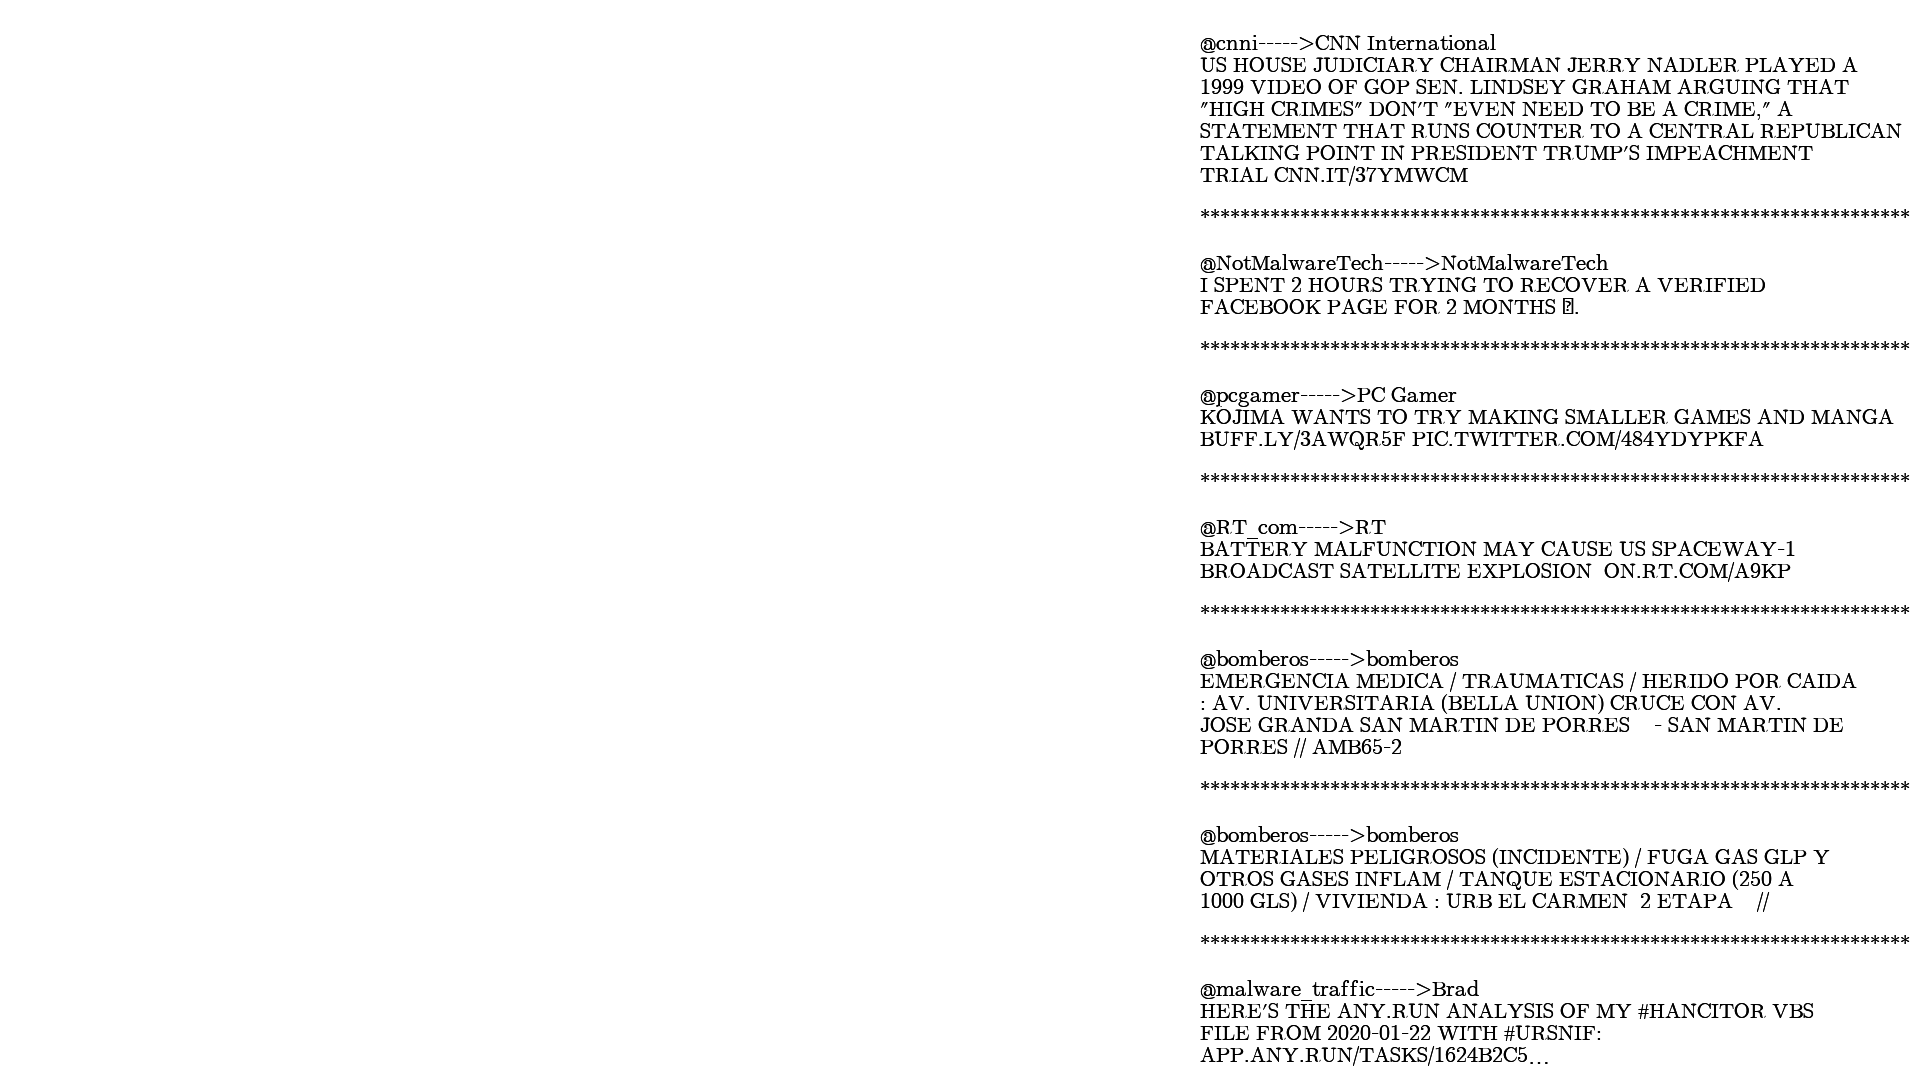 @cnni----->CNN International
US HOUSE JUDICIARY CHAIRMAN JERRY NADLER PLAYED A
1999 VIDEO OF GOP SEN. LINDSEY GRAHAM ARGUING THAT
"HIGH CRIMES" DON'T "EVEN NEED TO BE A CRIME," A
STATEMENT THAT RUNS COUNTER TO A CENTRAL REPUBLICAN
TALKING POINT IN PRESIDENT TRUMP'S IMPEACHMENT
TRIAL CNN.IT/37YMWCM
***********************************************************************
@NotMalwareTech----->NotMalwareTech
I SPENT 2 HOURS TRYING TO RECOVER A VERIFIED
FACEBOOK PAGE FOR 2 MONTHS .
***********************************************************************
@pcgamer----->PC Gamer
KOJIMA WANTS TO TRY MAKING SMALLER GAMES AND MANGA
BUFF.LY/3AWQR5F PIC.TWITTER.COM/484YDYPKFA
***********************************************************************
@RT_com----->RT
BATTERY MALFUNCTION MAY CAUSE US SPACEWAY-1
BROADCAST SATELLITE EXPLOSION  ON.RT.COM/A9KP
***********************************************************************
@bomberos----->bomberos
EMERGENCIA MEDICA / TRAUMATICAS / HERIDO POR CAIDA
: AV. UNIVERSITARIA (BELLA UNION) CRUCE CON AV.
JOSE GRANDA SAN MARTIN DE PORRES    - SAN MARTIN DE
PORRES // AMB65-2
***********************************************************************
@bomberos----->bomberos
MATERIALES PELIGROSOS (INCIDENTE) / FUGA GAS GLP Y
OTROS GASES INFLAM / TANQUE ESTACIONARIO (250 A
1000 GLS) / VIVIENDA : URB EL CARMEN  2 ETAPA    //
***********************************************************************
@malware_traffic----->Brad
HERE'S THE ANY.RUN ANALYSIS OF MY #HANCITOR VBS
FILE FROM 2020-01-22 WITH #URSNIF:
APP.ANY.RUN/TASKS/1624B2C5…